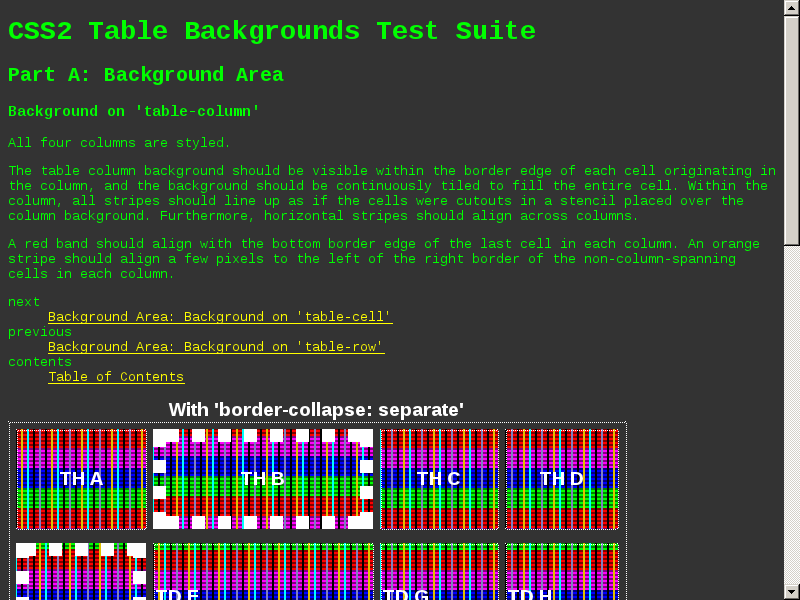 CSS2 Table Backgrounds Test Suite
Part A: Background Area
Background on 'table-column'
All four columns are styled.
The table column background should be visible within the border edge of each cell originating in
the column, and the background should be continuously tiled to fill the entire cell. Within the
column, all stripes should line up as if the cells were cutouts in a stencil placed over the
column background. Furthermore, horizontal stripes should align across columns.
A red band should align with the bottom border edge of the last cell in each column. An orange
stripe should align a few pixels to the left of the right border of the non-column-spanning
cells in each column.
next
Background Area: Background on 'table-cell'
previous
Background Area: Background on 'table-row'
contents
Table of Contents
With 'border-collapse: separate'
TH A TH B TH C TH D
TD F TD G TD H